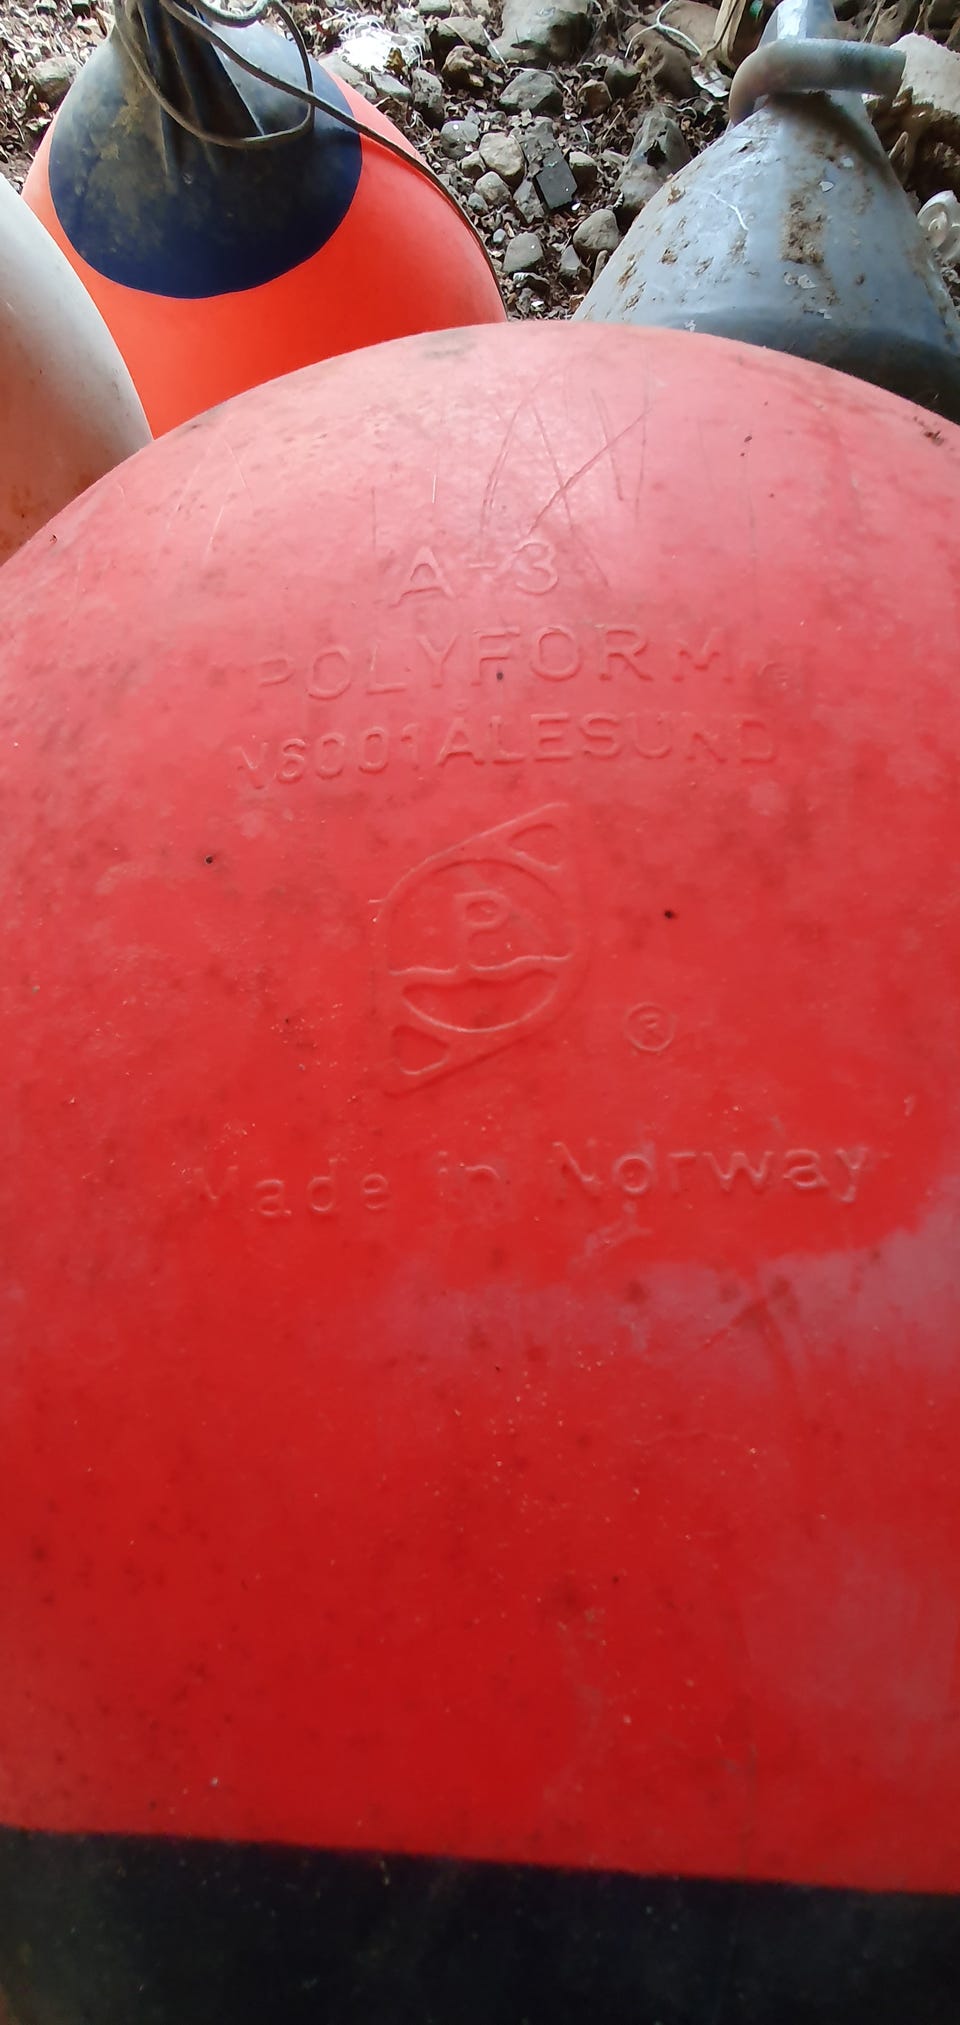 A-3
POLYFORM ®
N6001 ÅLESUND
P
®
Made in Norway